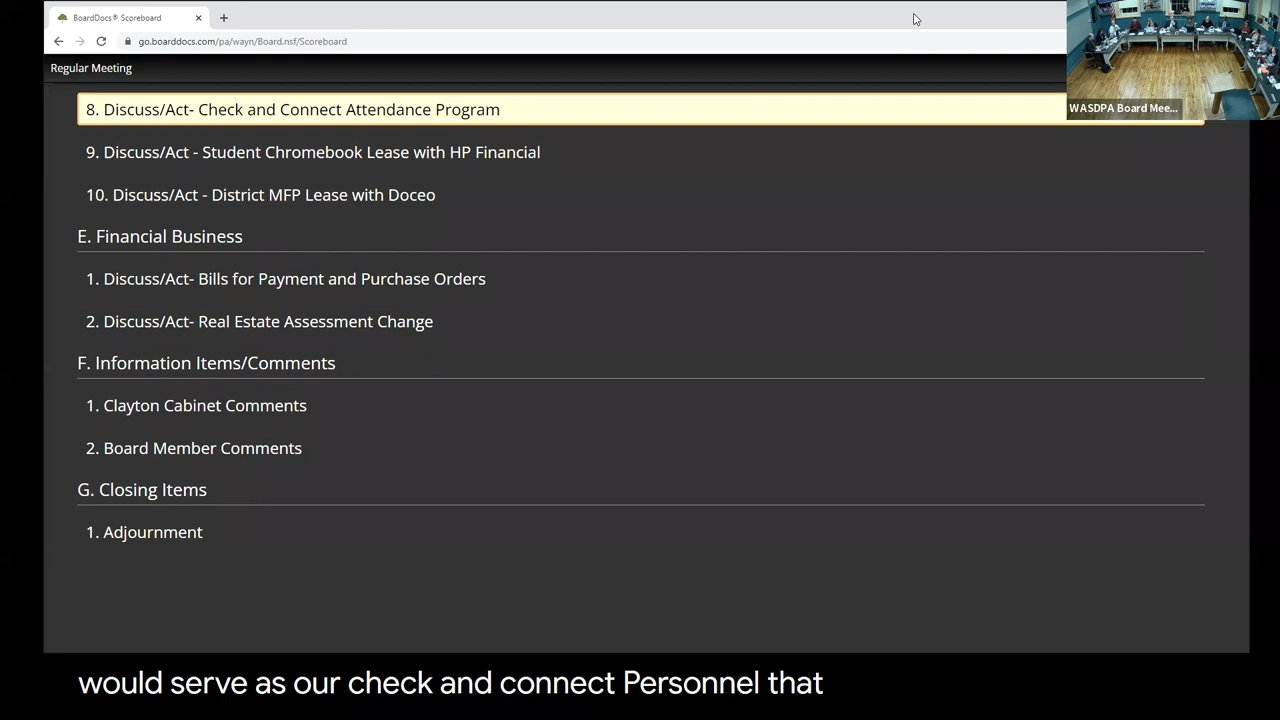 BoardDocs® Scoreboard
go.boarddocs.com/pa/wayn/Board.nsf/Scoreboard
Regular Meeting
WASDPA Board Mee...
8. Discuss/Act- Check and Connect Attendance Program
9. Discuss/Act - Student Chromebook Lease with HP Financial
10. Discuss/Act - District MFP Lease with Doceo
E. Financial Business
1. Discuss/Act- Bills for Payment and Purchase Orders
2. Discuss/Act- Real Estate Assessment Change
F. Information Items/Comments
1. Clayton Cabinet Comments
2. Board Member Comments
G. Closing Items
1. Adjournment
would serve as our check and connect Personnel that